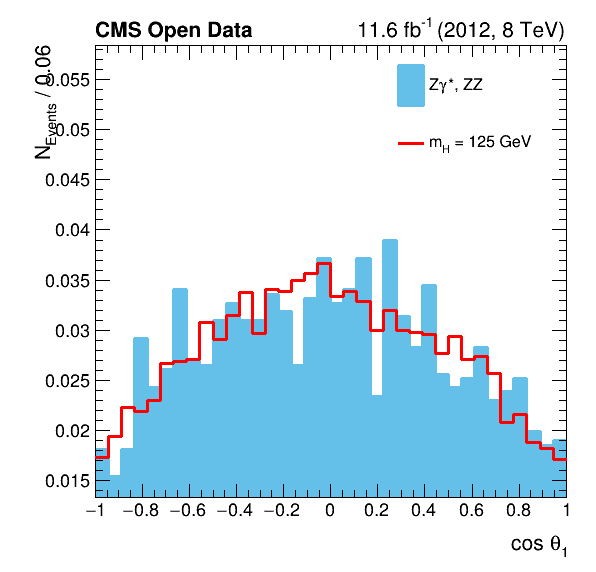 CMS Open Data 11.6 fb⁻¹ (2012, 8 TeV)
N_Events / 0.06
Zγ*, ZZ
m_H = 125 GeV
0.055
0.05
0.045
0.04
0.035
0.03
0.025
0.02
0.015
−1 −0.8 −0.6 −0.4 −0.2 0 0.2 0.4 0.6 0.8 1
cos θ₁